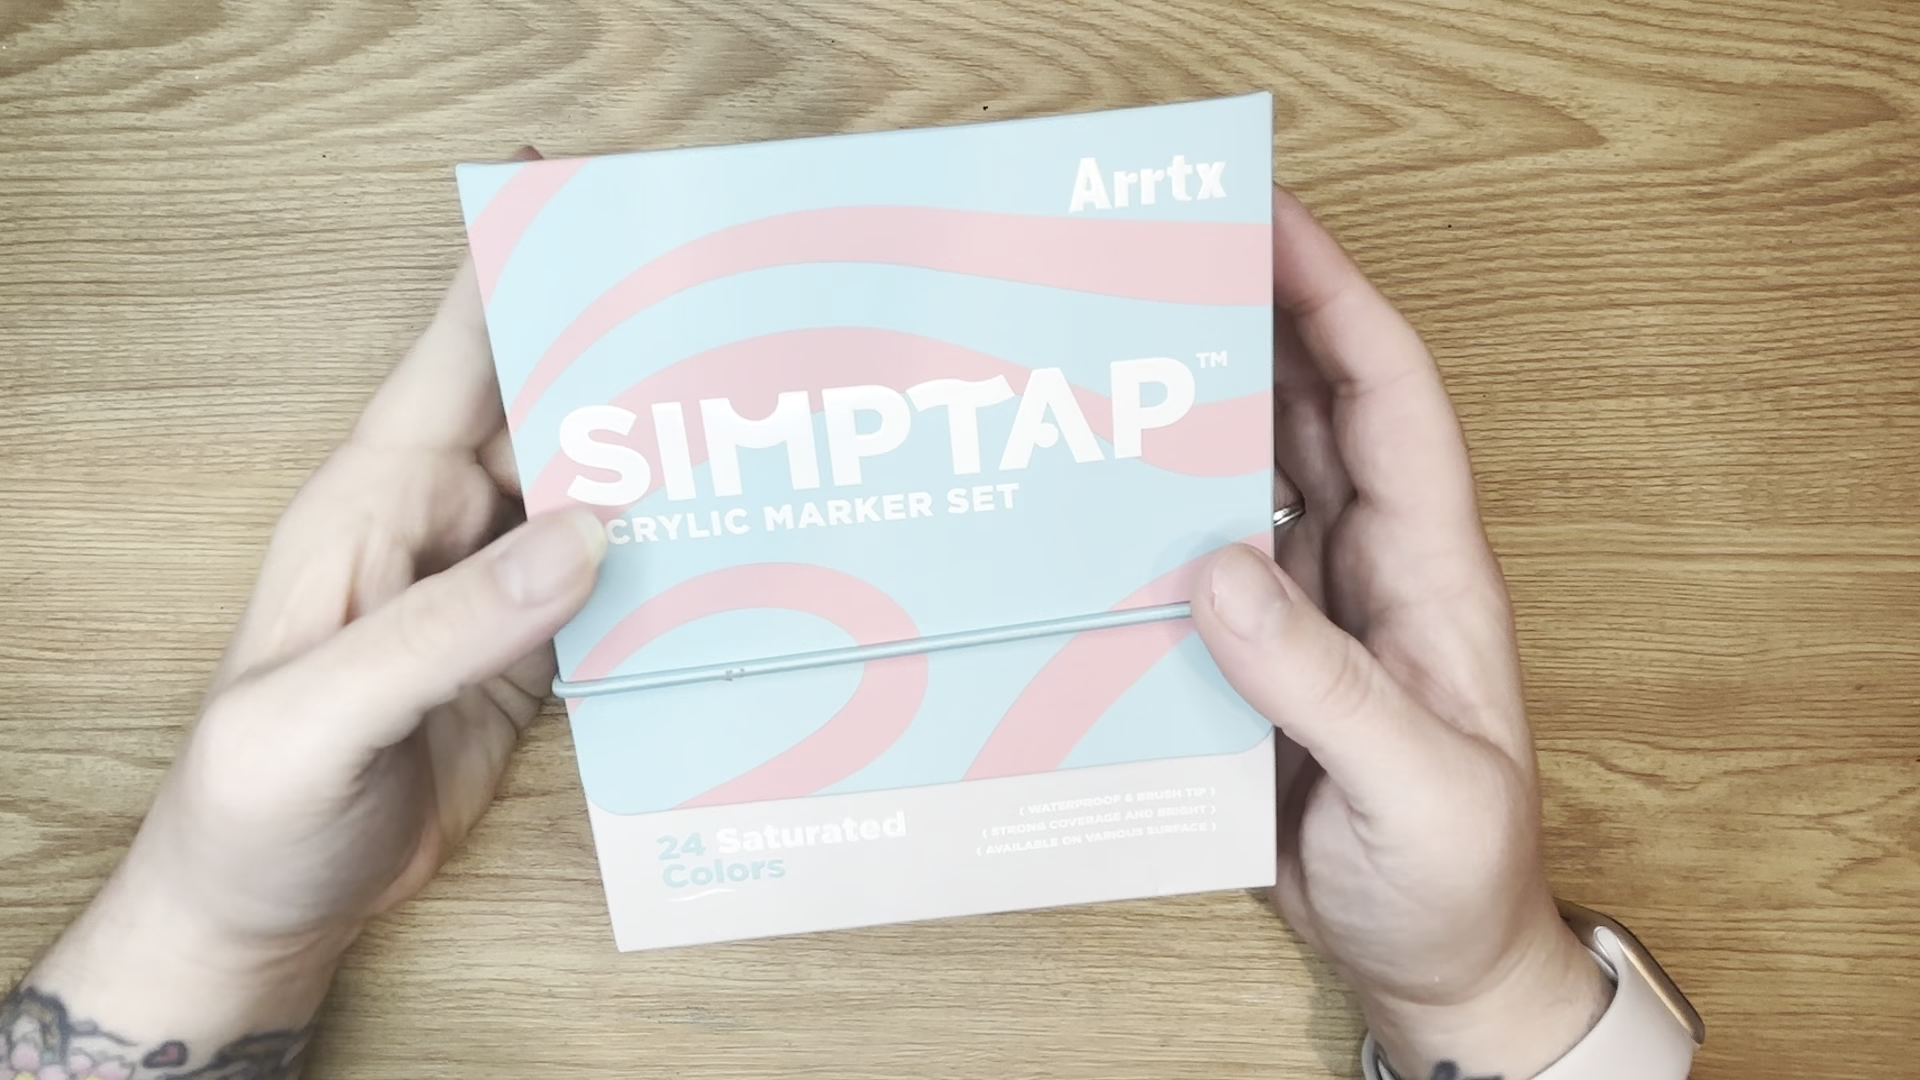 Arrtx
SIMPTAP™
CRYLIC MARKER SET
24 Saturated
Colors
( WATERPROOF & BRUSH TIP )
( STRONG COVERAGE AND BRIGHT )
( AVAILABLE ON VARIOUS SURFACE )